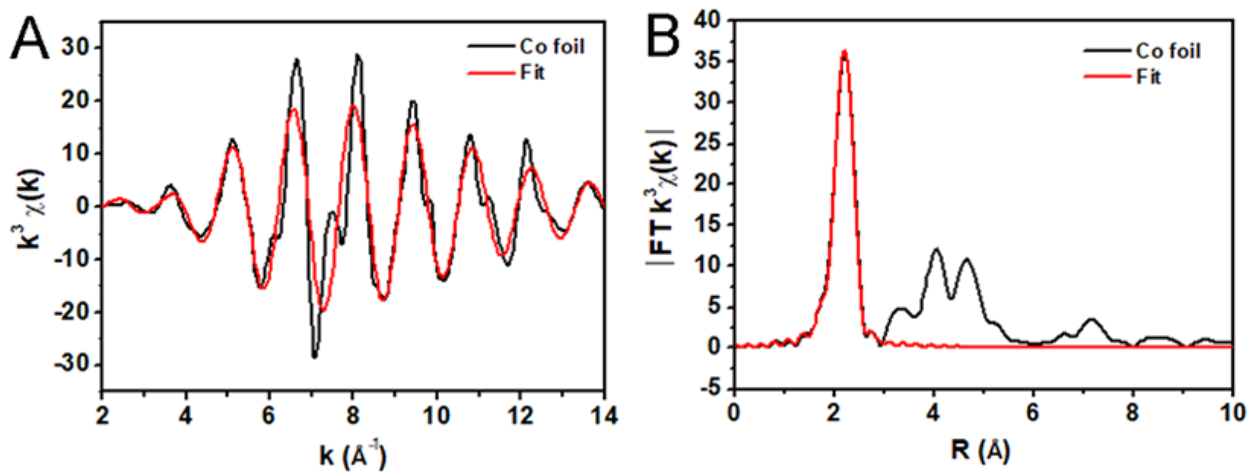 A
30
20
10
0
-10
-20
-30
k³ χ(k)
2 4 6 8 10 12 14
k (Å⁻¹)
Co foil
Fit
B
40
35
30
25
20
15
10
5
0
-5
|FT k³ χ(k)|
0 2 4 6 8 10
R (Å)
Co foil
Fit